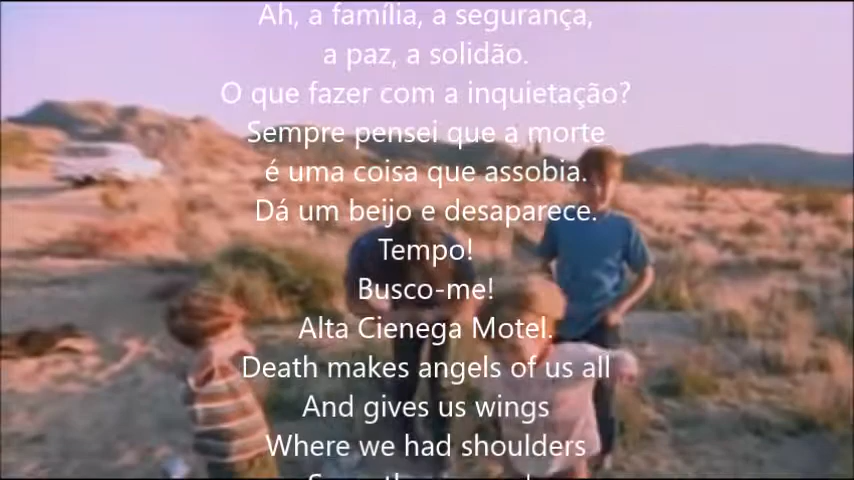 Ah, a família, a segurança,
a paz, a solidão.
O que fazer com a inquietação?
Sempre pensei que a morte
é uma coisa que assobia.
Dá um beijo e desaparece.
Tempo!
Busco-me!
Alta Cienega Motel.
Death makes angels of us all
And gives us wings
Where we had shoulders